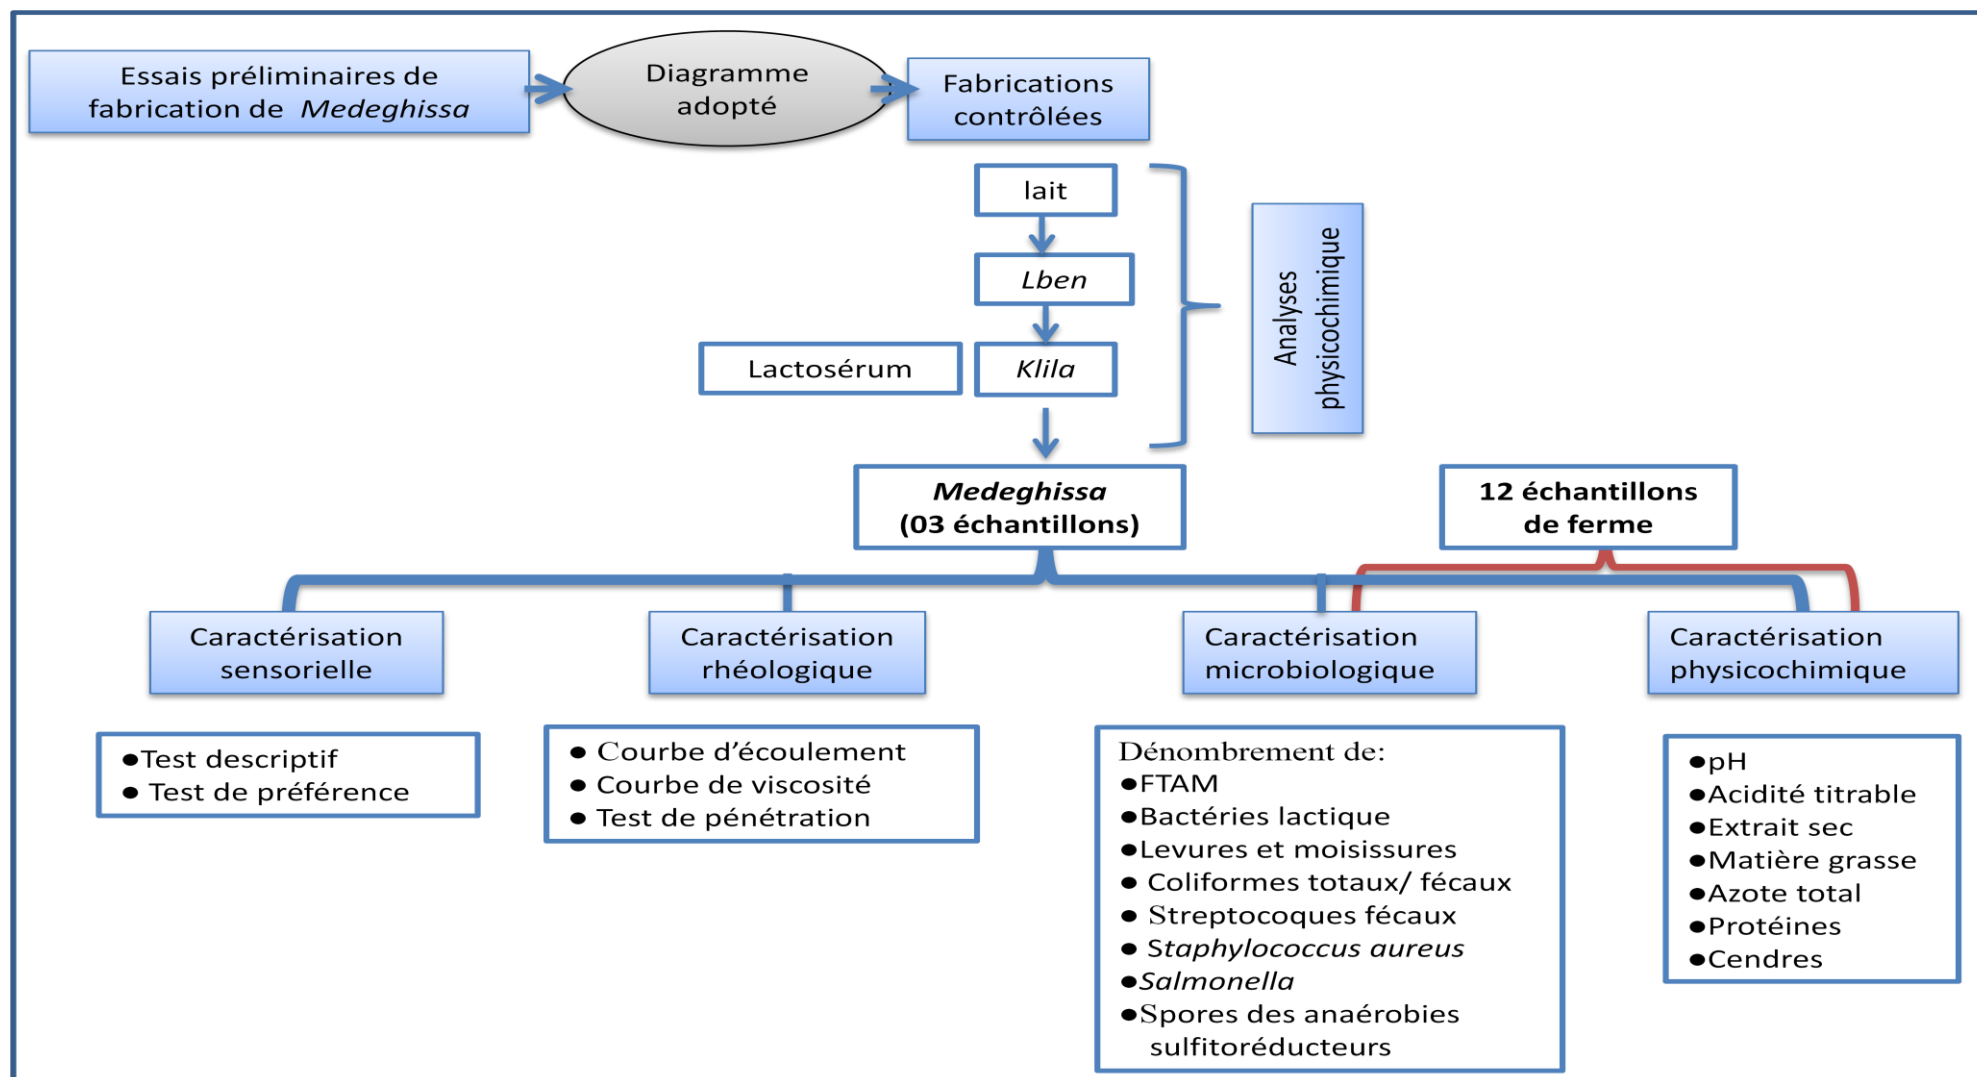 Essais préliminaires de
fabrication de Medeghissa
Diagramme
adopté
Fabrications
contrôlées
lait
Lben
Lactosérum
Klila
Analyses
physicochimique
Medeghissa
(03 échantillons)
12 échantillons
de ferme
Caractérisation
sensorielle
Caractérisation
rhéologique
Caractérisation
microbiologique
Caractérisation
physicochimique
●Test descriptif
● Test de préférence
● Courbe d’écoulement
● Courbe de viscosité
● Test de pénétration
Dénombrement de:
●FTAM
●Bactéries lactique
●Levures et moisissures
● Coliformes totaux/ fécaux
● Streptocoques fécaux
● Staphylococcus aureus
●Salmonella
●Spores des anaérobies
sulfitoréducteurs
●pH
●Acidité titrable
●Extrait sec
●Matière grasse
●Azote total
●Protéines
●Cendres